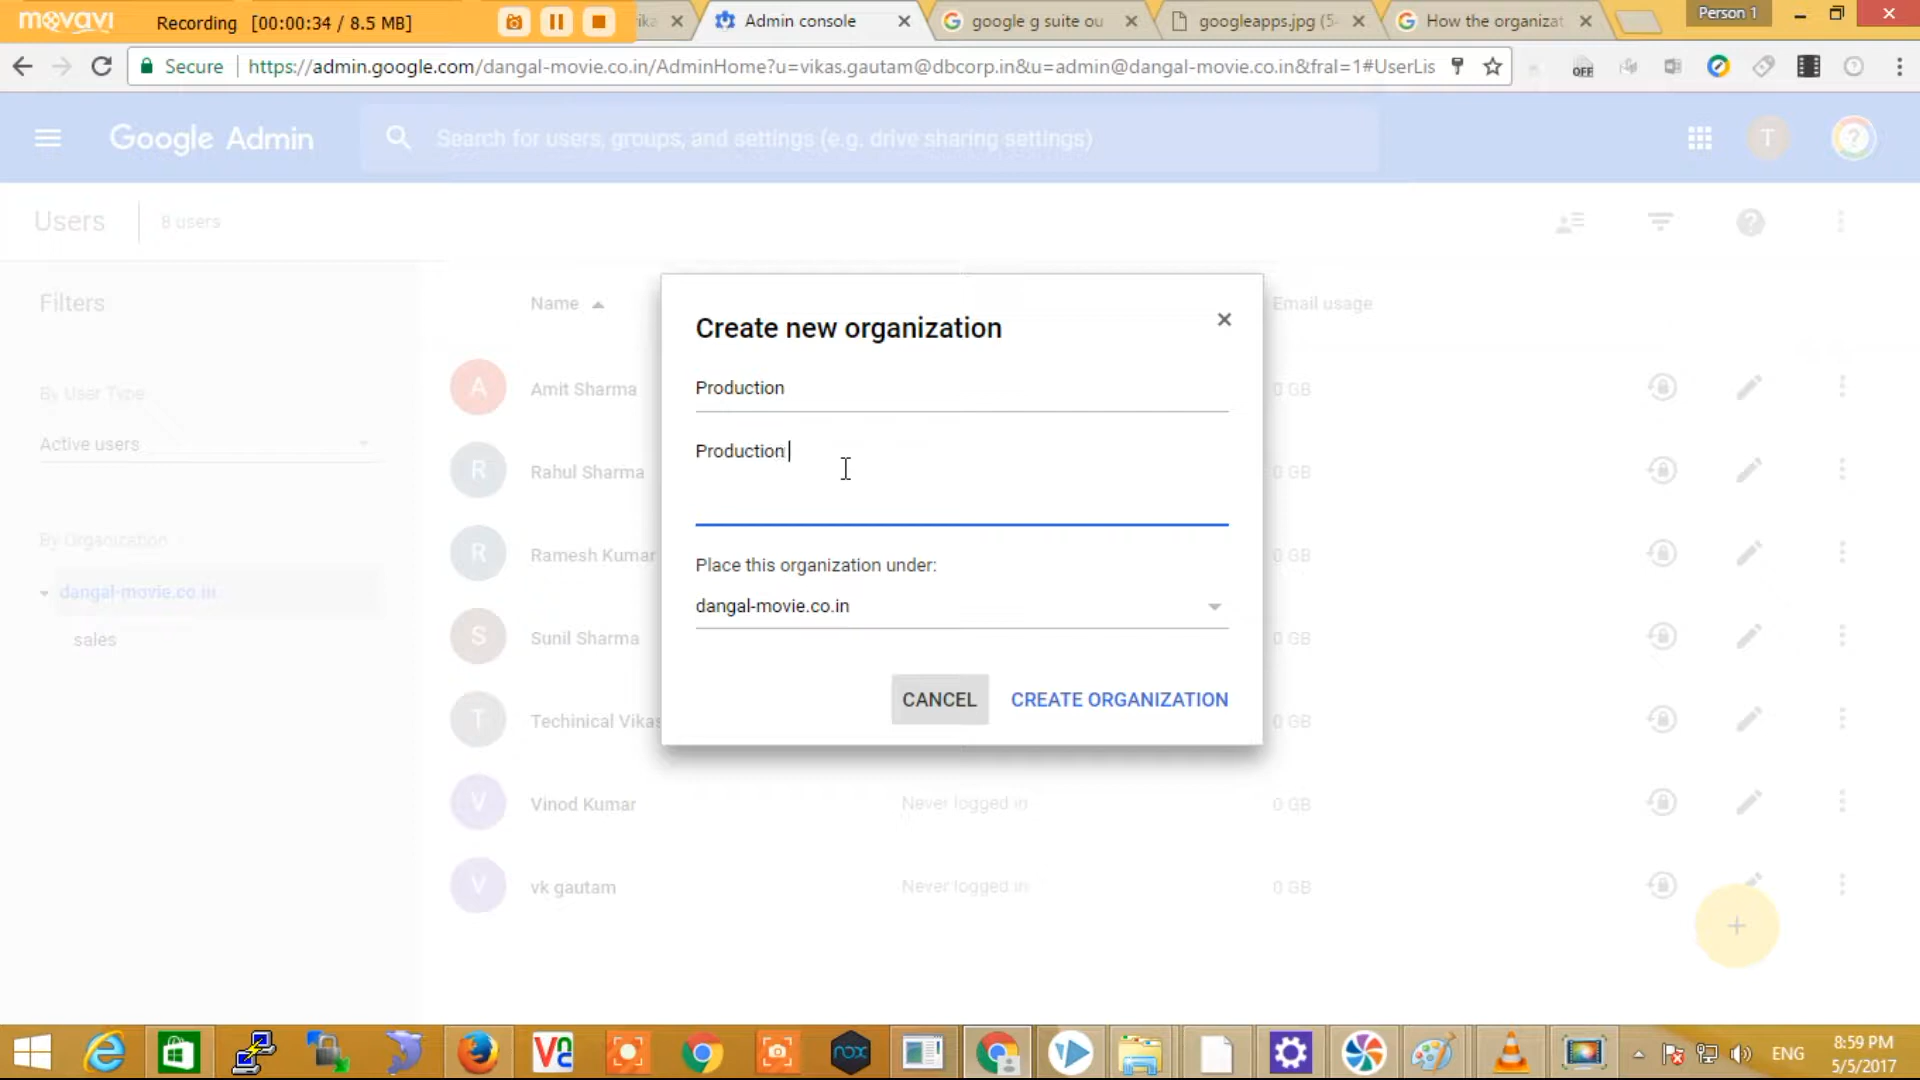 movavi Recording [00:00:34 / 8.5 MB]
Admin console
google g suite ou
googleapps.jpg (5-
How the organizat
Person 1
Secure https://admin.google.com/dangal-movie.co.in/AdminHome?u=vikas.gautam@dbcorp.in&u=admin@dangal-movie.co.in&fral=1#UserLis
OFF
Google Admin
Search for users, groups, and settings (e.g. drive sharing settings)
T
Users
8 users
Filters
Name
Email usage
By User Type
Active users
By Organization
dangal-movie.co.in
sales
A Amit Sharma 0 GB
R Rahul Sharma 0 GB
R Ramesh Kumar 0 GB
S Sunil Sharma 0 GB
T Techinical Vikas 0 GB
V Vinod Kumar Never logged in 0 GB
V vk gautam Never logged in 0 GB
Create new organization
Production
Production
Place this organization under:
dangal-movie.co.in
CANCEL
CREATE ORGANIZATION
nox
ENG
8:59 PM
5/5/2017